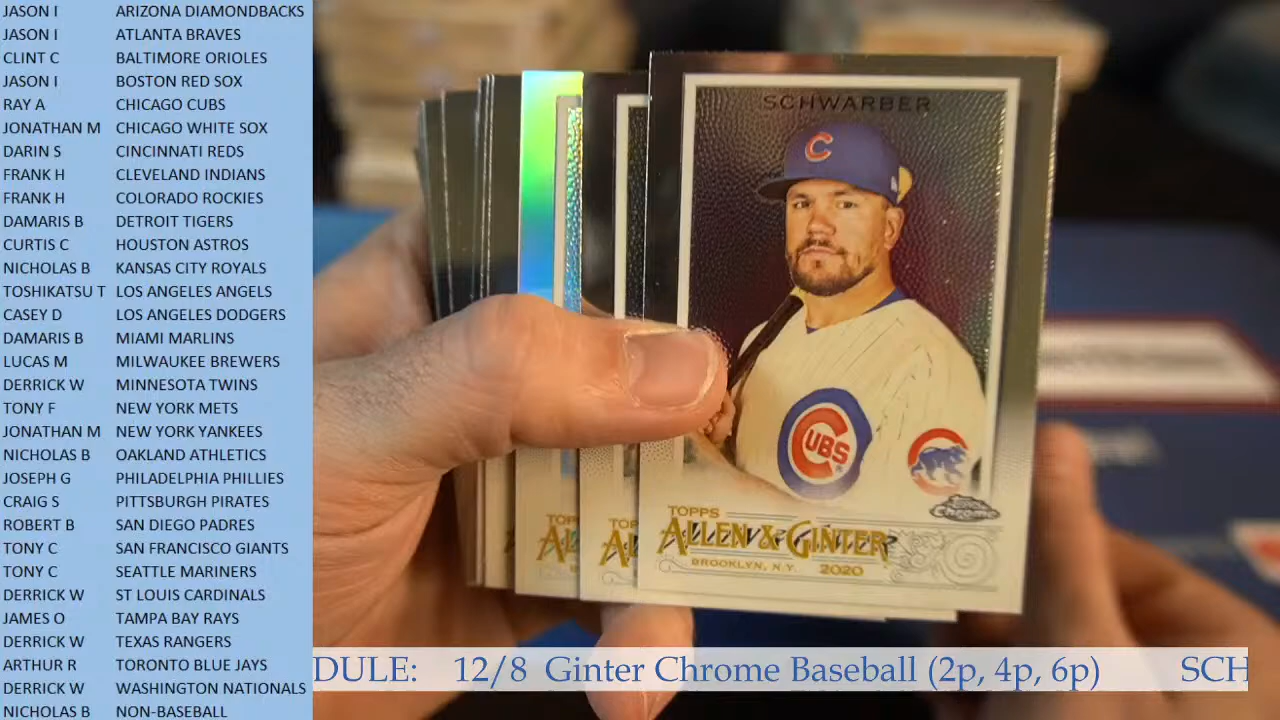 JASON I ARIZONA DIAMONDBACKS
JASON I ATLANTA BRAVES
CLINT C BALTIMORE ORIOLES
JASON I BOSTON RED SOX
RAY A CHICAGO CUBS
JONATHAN M CHICAGO WHITE SOX
DARIN S CINCINNATI REDS
FRANK H CLEVELAND INDIANS
FRANK H COLORADO ROCKIES
DAMARIS B DETROIT TIGERS
CURTIS C HOUSTON ASTROS
NICHOLAS B KANSAS CITY ROYALS
TOSHIKATSU T LOS ANGELES ANGELS
CASEY D LOS ANGELES DODGERS
DAMARIS B MIAMI MARLINS
LUCAS M MILWAUKEE BREWERS
DERRICK W MINNESOTA TWINS
TONY F NEW YORK METS
JONATHAN M NEW YORK YANKEES
NICHOLAS B OAKLAND ATHLETICS
JOSEPH G PHILADELPHIA PHILLIES
CRAIG S PITTSBURGH PIRATES
ROBERT B SAN DIEGO PADRES
TONY C SAN FRANCISCO GIANTS
TONY C SEATTLE MARINERS
DERRICK W ST LOUIS CARDINALS
JAMES O TAMPA BAY RAYS
DERRICK W TEXAS RANGERS
ARTHUR R TORONTO BLUE JAYS
DERRICK W WASHINGTON NATIONALS
NICHOLAS B NON-BASEBALL
SCHWARBER
C
CUBS
Topps Chrome
TOPPS
ALLEN & GINTER
BROOKLYN, N.Y. 2020
TOP
AL
TOP
AL
DULE: 12/8 Ginter Chrome Baseball (2p, 4p, 6p) SCH